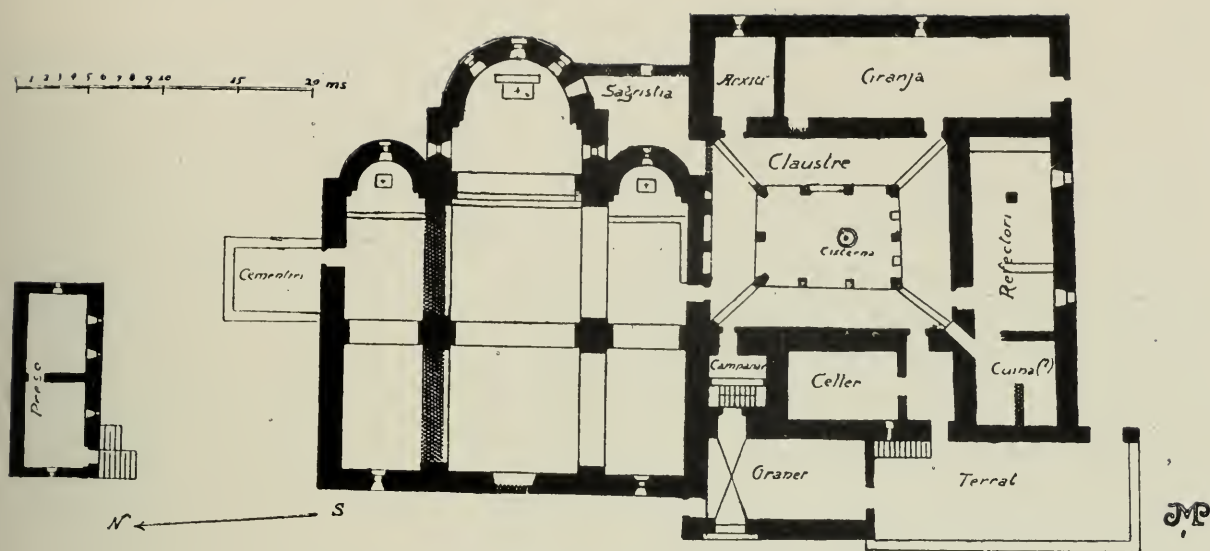 1 2 3 4 5 6 7 8 9 10 15 20 ms
Arxiu
Granja
Sagristia
Claustre
Cementiri
Cisterna
Refectori
Preso
Campanar
Celler
Cuina(?)
Graner
Terrat
N S